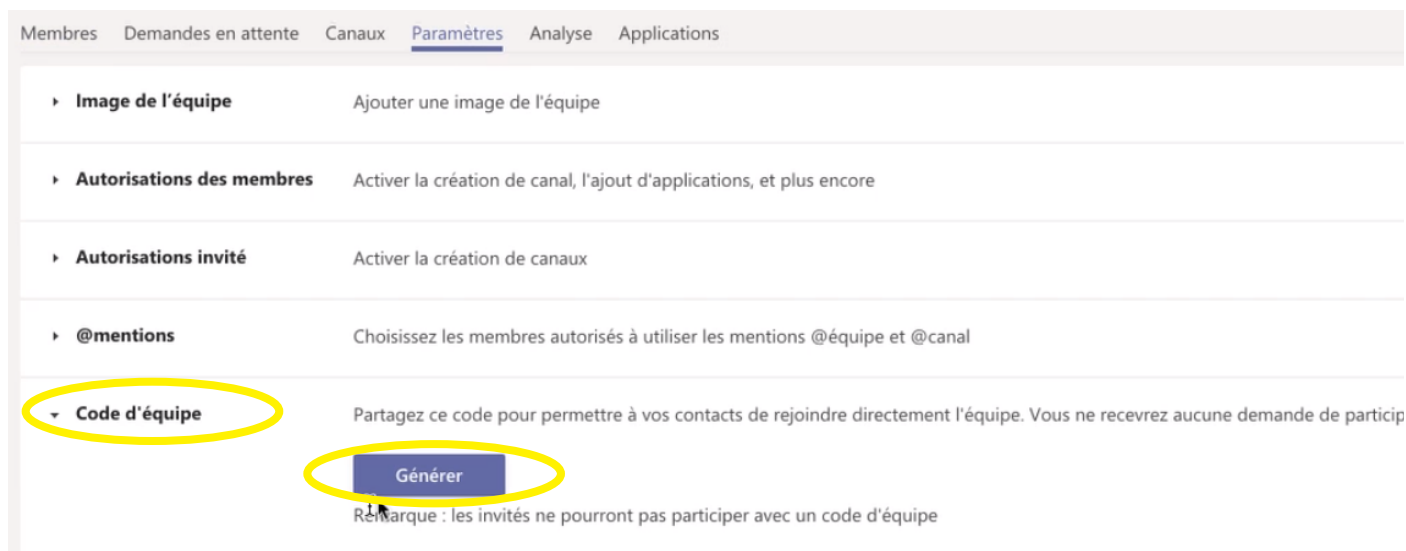 Membres Demandes en attente Canaux Paramètres Analyse Applications
Image de l'équipe Ajouter une image de l'équipe
Autorisations des membres Activer la création de canal, l'ajout d'applications, et plus encore
Autorisations invité Activer la création de canaux
@mentions Choisissez les membres autorisés à utiliser les mentions @équipe et @canal
Code d'équipe Partagez ce code pour permettre à vos contacts de rejoindre directement l'équipe. Vous ne recevrez aucune demande de particip
Générer
Remarque : les invités ne pourront pas participer avec un code d'équipe